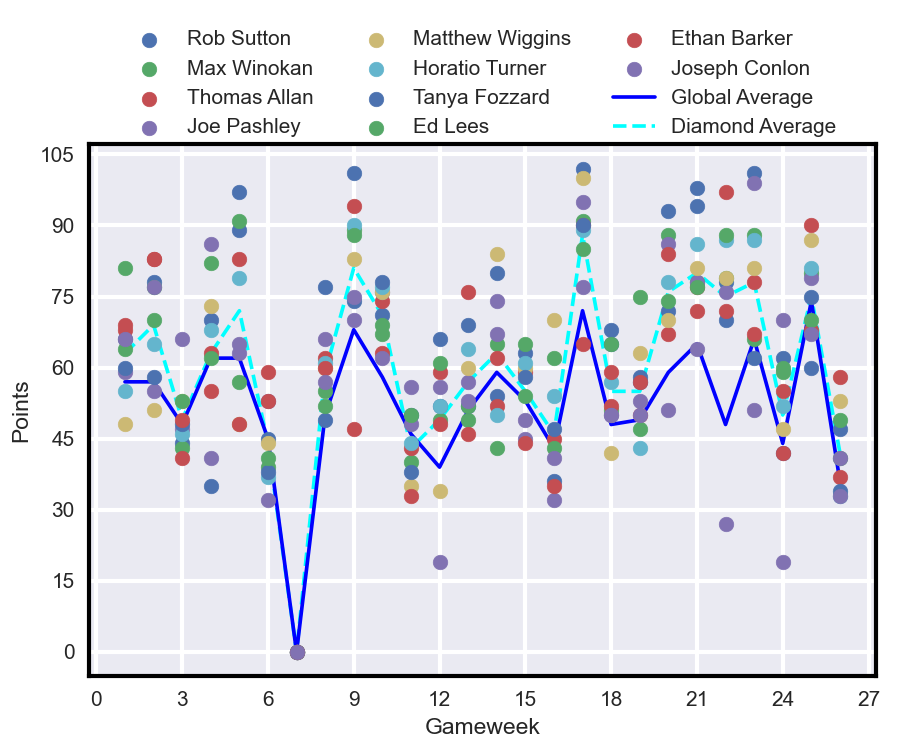 Rob Sutton Matthew Wiggins Ethan Barker
Max Winokan Horatio Turner Joseph Conlon
Thomas Allan Tanya Fozzard Global Average
Joe Pashley Ed Lees Diamond Average
105
90
75
60
45
30
15
0
Points
0 3 6 9 12 15 18 21 24 27
Gameweek